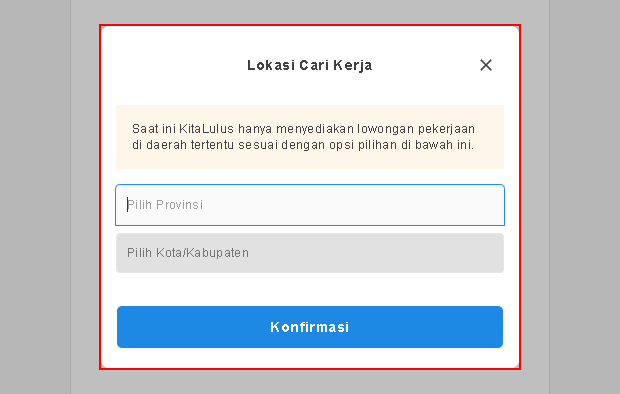 Lokasi Cari Kerja
Saat ini KitaLulus hanya menyediakan lowongan pekerjaan
di daerah tertentu sesuai dengan opsi pilihan di bawah ini.
Pilih Provinsi
Pilih Kota/Kabupaten
Konfirmasi